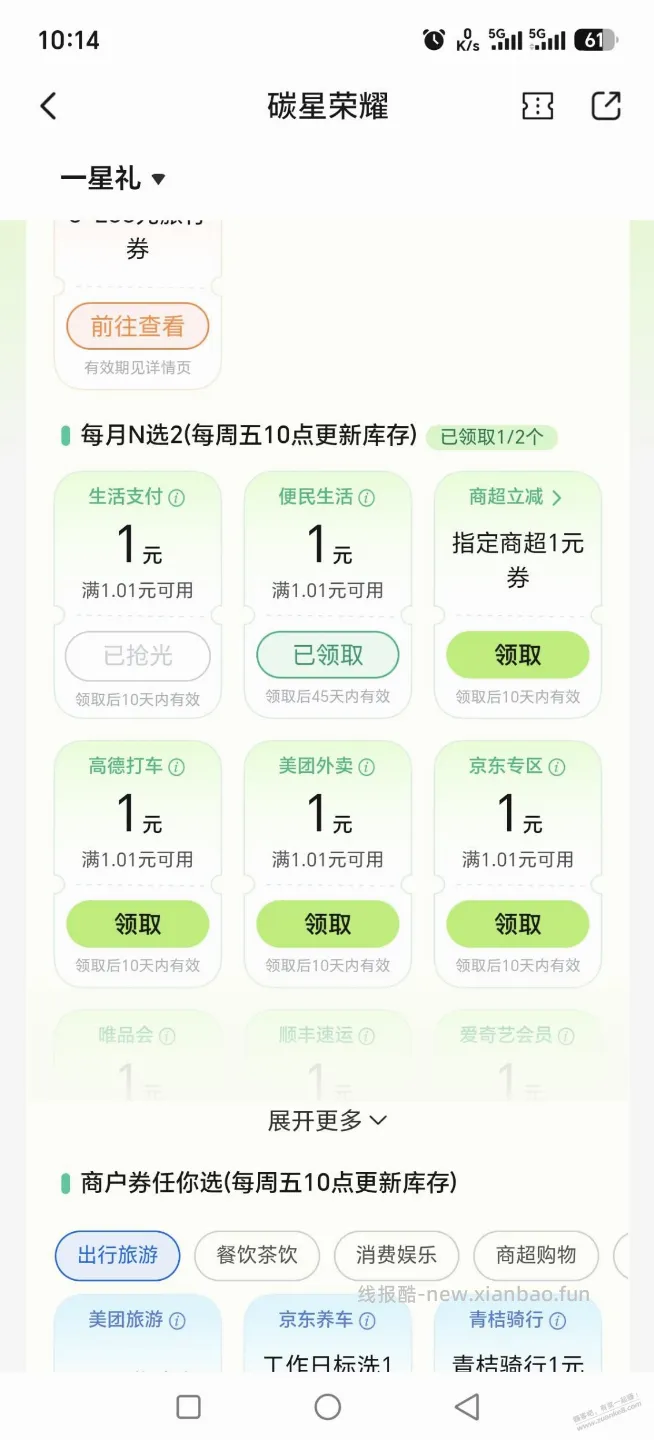 10:14
0 K/s 5G 5G 61
碳星荣耀
一星礼
券
前往查看
有效期见详情页
每月N选2(每周五10点更新库存) 已领取1/2个
生活支付 便民生活 商超立减
1元 1元 指定商超1元
券
满1.01元可用 满1.01元可用
已抢光 已领取 领取
领取后10天内有效 领取后45天内有效 领取后10天内有效
高德打车 美团外卖 京东专区
1元 1元 1元
满1.01元可用 满1.01元可用 满1.01元可用
领取 领取 领取
领取后10天内有效 领取后10天内有效 领取后10天内有效
唯品会 顺丰速运 爱奇艺会员
1元 1元 1元
展开更多
商户券任你选(每周五10点更新库存)
出行旅游 餐饮茶饮 消费娱乐 商超购物
线报酷-new.xianbao.fun
美团旅游 京东养车 青桔骑行
工作日标洗1 青桔骑行1元